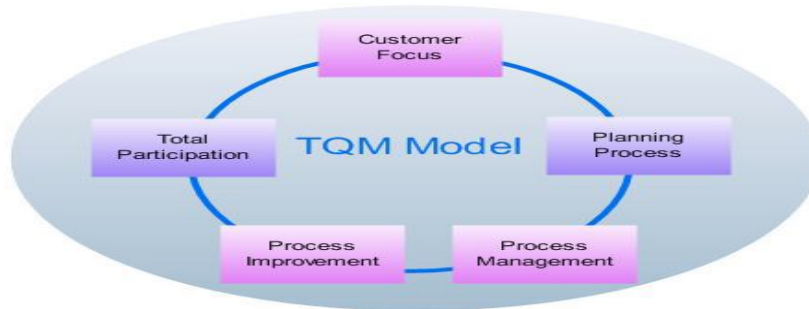 Customer
Focus
Total
Participation
TQM Model
Planning
Process
Process
Improvement
Process
Management